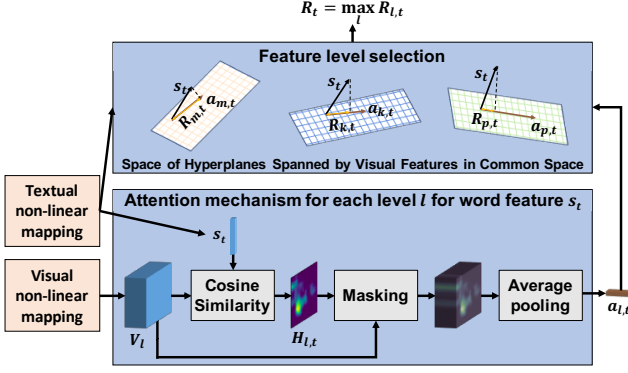 R_t = max_l R_{l,t}
Feature level selection
s_t
a_{m,t}
R_{m,t}
s_t
a_{k,t}
R_{k,t}
s_t
R_{p,t}
a_{p,t}
Space of Hyperplanes Spanned by Visual Features in Common Space
Textual
non-linear
mapping
Attention mechanism for each level l for word feature s_t
s_t
Visual
non-linear
mapping
V_l
Cosine
Similarity
H_{l,t}
Masking
Average
pooling
a_{l,t}